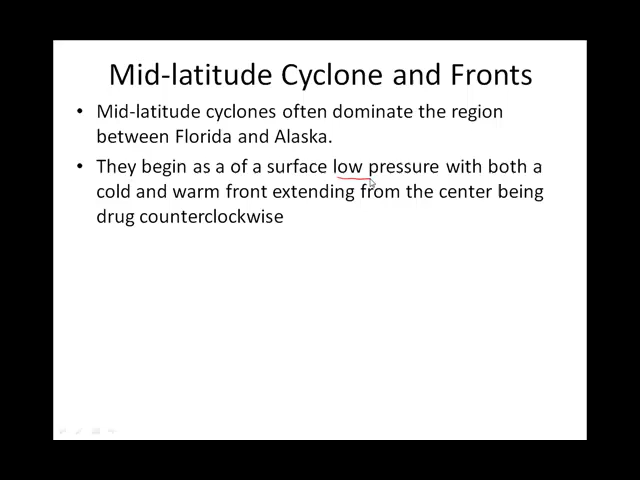 Mid-latitude Cyclone and Fronts
• Mid-latitude cyclones often dominate the region
between Florida and Alaska.
• They begin as a of a surface low pressure with both a
cold and warm front extending from the center being
drug counterclockwise